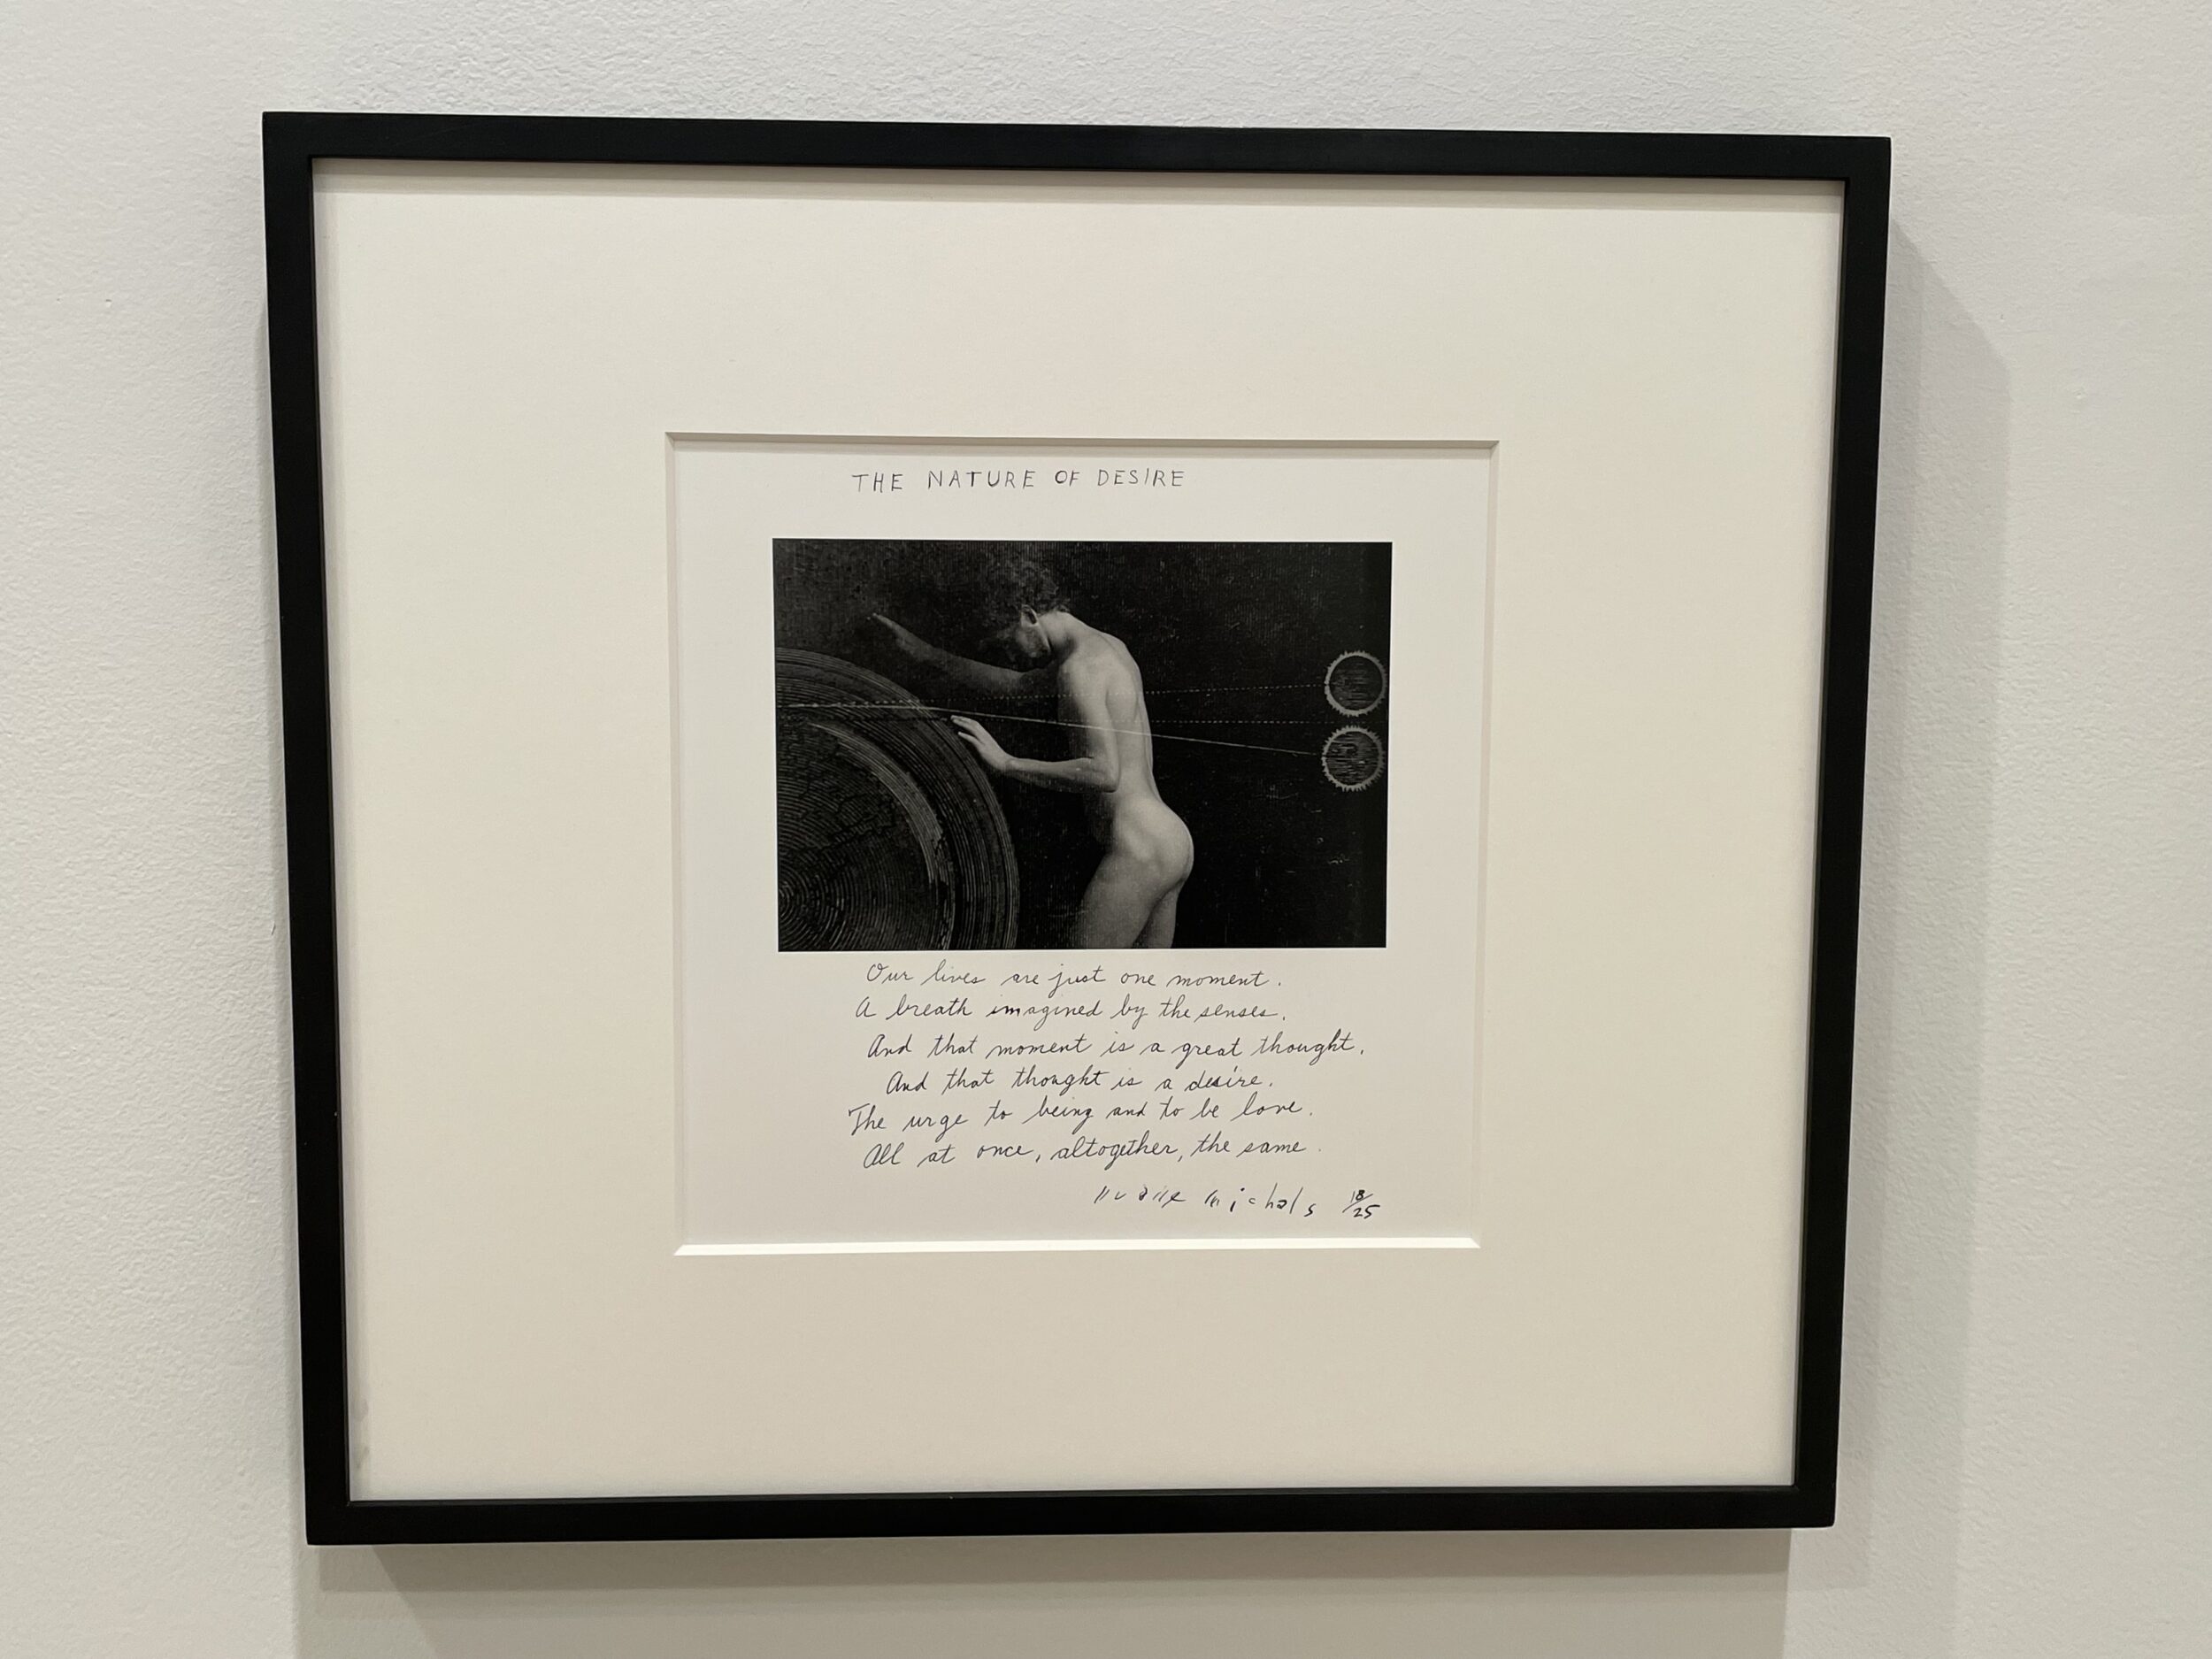 THE NATURE OF DESIRE
Our lives are just one moment.
A breath imagined by the senses.
And that moment is a great thought.
And that thought is a desire.
The urge to being and to be love.
All at once, altogether, the same.
Duane Michals 18/25